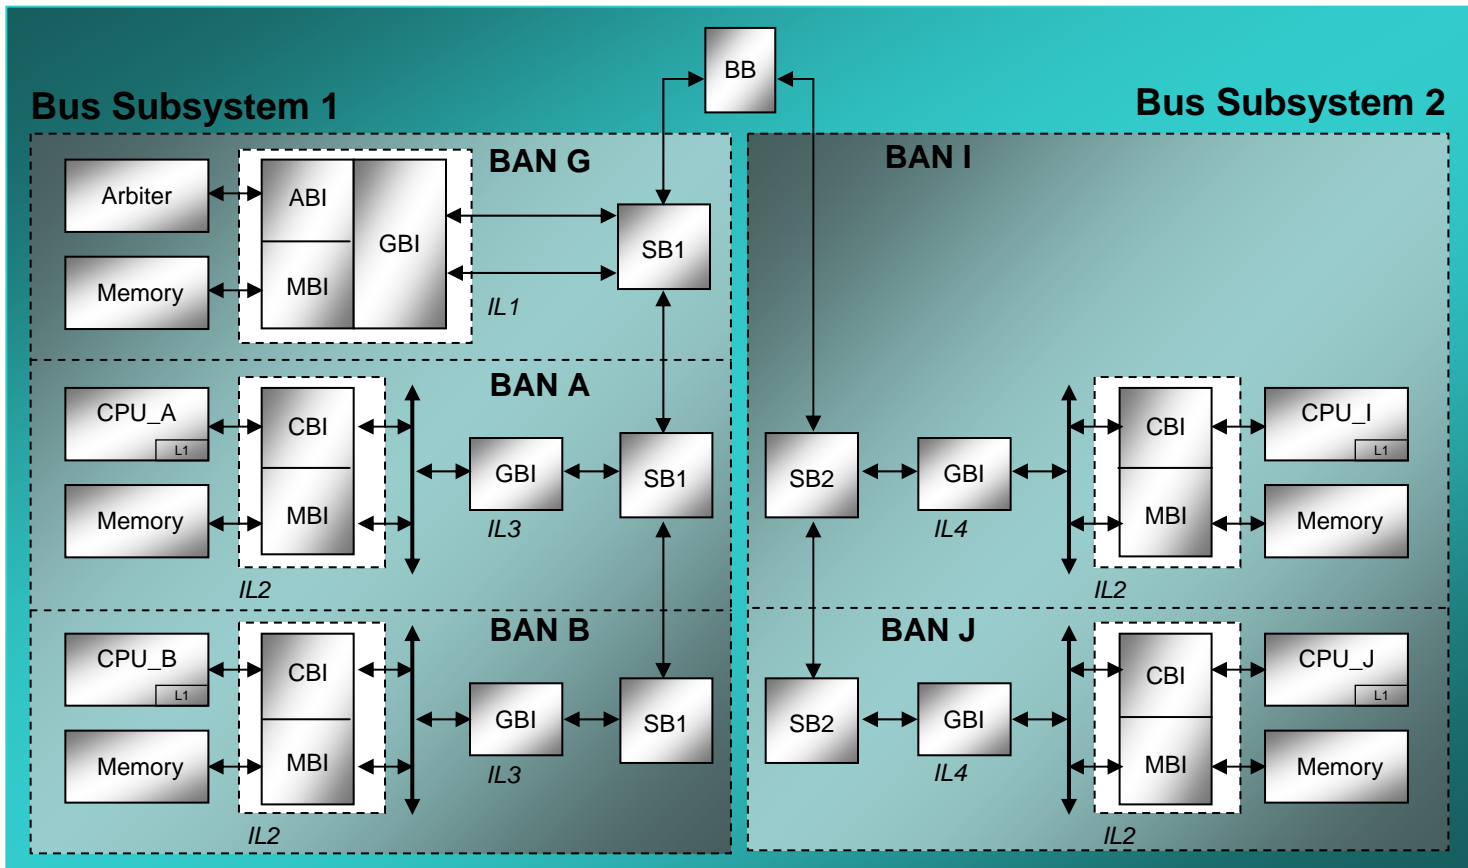 BB
Bus Subsystem 1
Bus Subsystem 2
BAN G
Arbiter
ABI
GBI
SB1
Memory
MBI
IL1
BAN A
CPU_A
L1
CBI
GBI
SB1
Memory
MBI
IL3
IL2
BAN B
CPU_B
L1
CBI
GBI
SB1
Memory
MBI
IL3
IL2
BAN I
SB2
GBI
CBI
CPU_I
L1
IL4
MBI
Memory
IL2
BAN J
SB2
GBI
CBI
CPU_J
L1
IL4
MBI
Memory
IL2